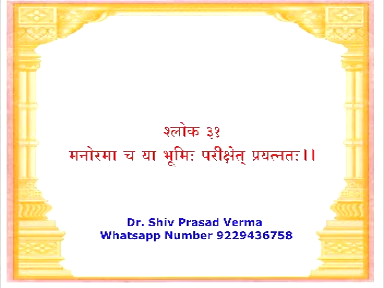 श्लोक ३१
मनोरमा च या भूमिः परीक्षेत् प्रयत्नतः।।
Dr. Shiv Prasad Verma
Whatsapp Number 9229436758